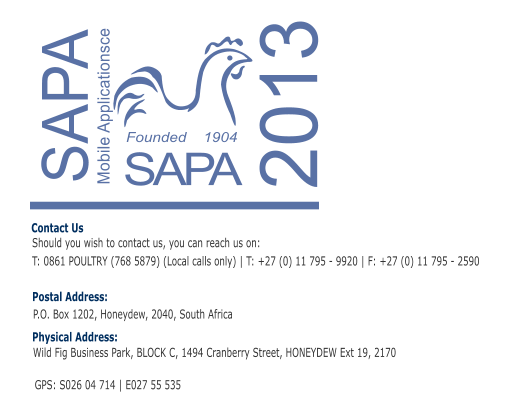 SAPA
Mobile Applicationsce
Founded 1904
SAPA
2013
Contact Us
Should you wish to contact us, you can reach us on:
T: 0861 POULTRY (768 5879) (Local calls only) | T: +27 (0) 11 795 - 9920 | F: +27 (0) 11 795 - 2590
Postal Address:
P.O. Box 1202, Honeydew, 2040, South Africa
Physical Address:
Wild Fig Business Park, BLOCK C, 1494 Cranberry Street, HONEYDEW Ext 19, 2170
GPS: S026 04 714 | E027 55 535